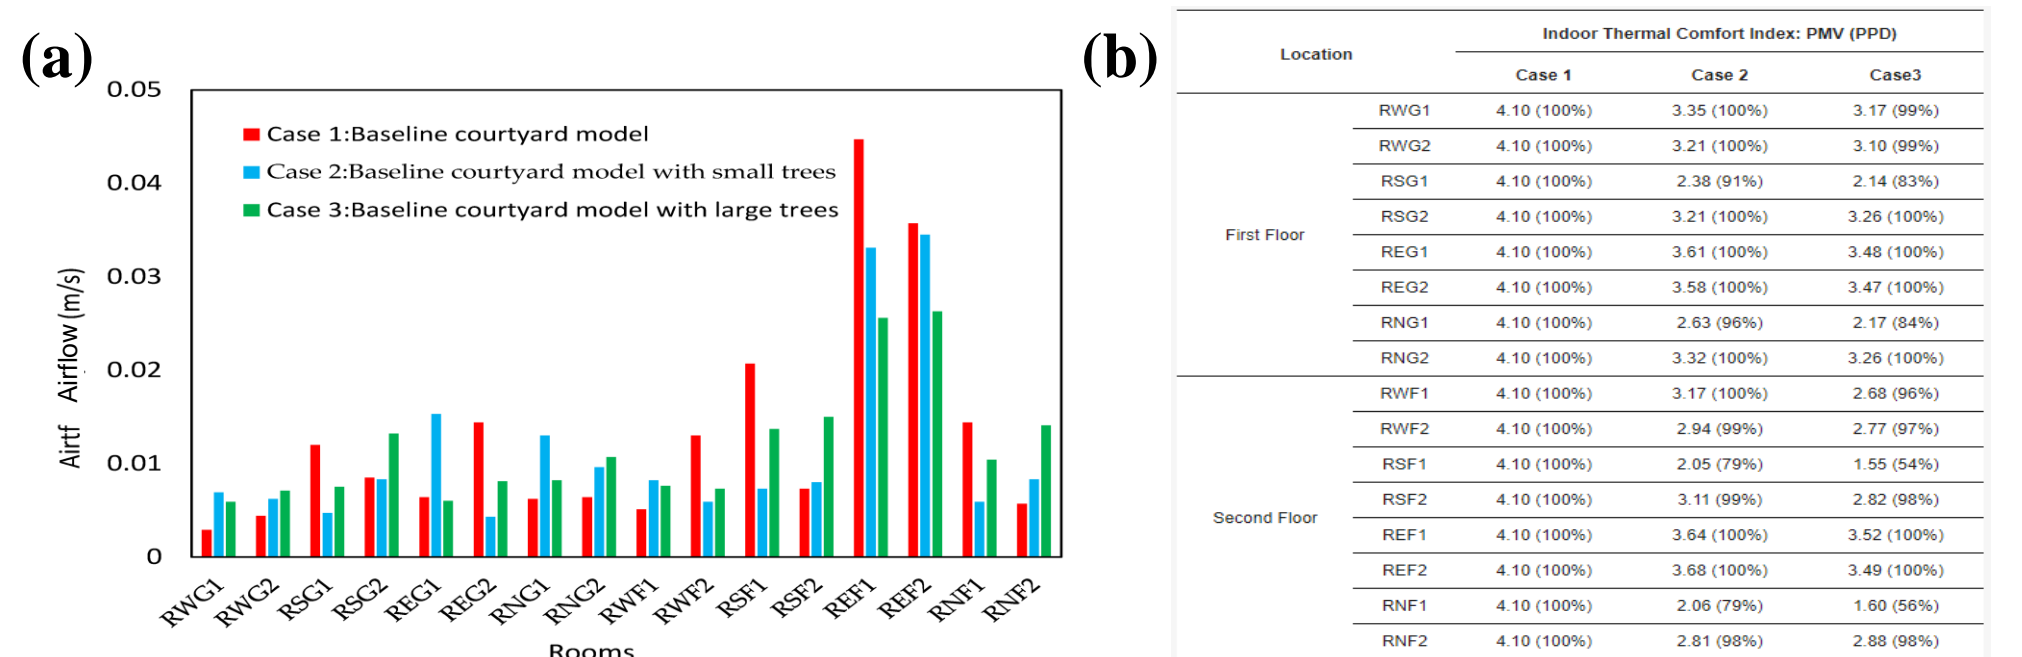 (a)
0.05
0.04
0.03
0.02
0.01
0
Airtf Airflow (m/s)
Case 1:Baseline courtyard model
Case 2:Baseline courtyard model with small trees
Case 3:Baseline courtyard model with large trees
RWG1 RWG2 RSG1 RSG2 REG1 REG2 RNG1 RNG2 RWF1 RWF2 RSF1 RSF2 REF1 REF2 RNF1 RNF2
Rooms
(b)
Location Indoor Thermal Comfort Index: PMV (PPD)
Case 1 Case 2 Case3
First Floor
RWG1 4.10 (100%) 3.35 (100%) 3.17 (99%)
RWG2 4.10 (100%) 3.21 (100%) 3.10 (99%)
RSG1 4.10 (100%) 2.38 (91%) 2.14 (83%)
RSG2 4.10 (100%) 3.21 (100%) 3.26 (100%)
REG1 4.10 (100%) 3.61 (100%) 3.48 (100%)
REG2 4.10 (100%) 3.58 (100%) 3.47 (100%)
RNG1 4.10 (100%) 2.63 (96%) 2.17 (84%)
RNG2 4.10 (100%) 3.32 (100%) 3.26 (100%)
Second Floor
RWF1 4.10 (100%) 3.17 (100%) 2.68 (96%)
RWF2 4.10 (100%) 2.94 (99%) 2.77 (97%)
RSF1 4.10 (100%) 2.05 (79%) 1.55 (54%)
RSF2 4.10 (100%) 3.11 (99%) 2.82 (98%)
REF1 4.10 (100%) 3.64 (100%) 3.52 (100%)
REF2 4.10 (100%) 3.68 (100%) 3.49 (100%)
RNF1 4.10 (100%) 2.06 (79%) 1.60 (56%)
RNF2 4.10 (100%) 2.81 (98%) 2.88 (98%)